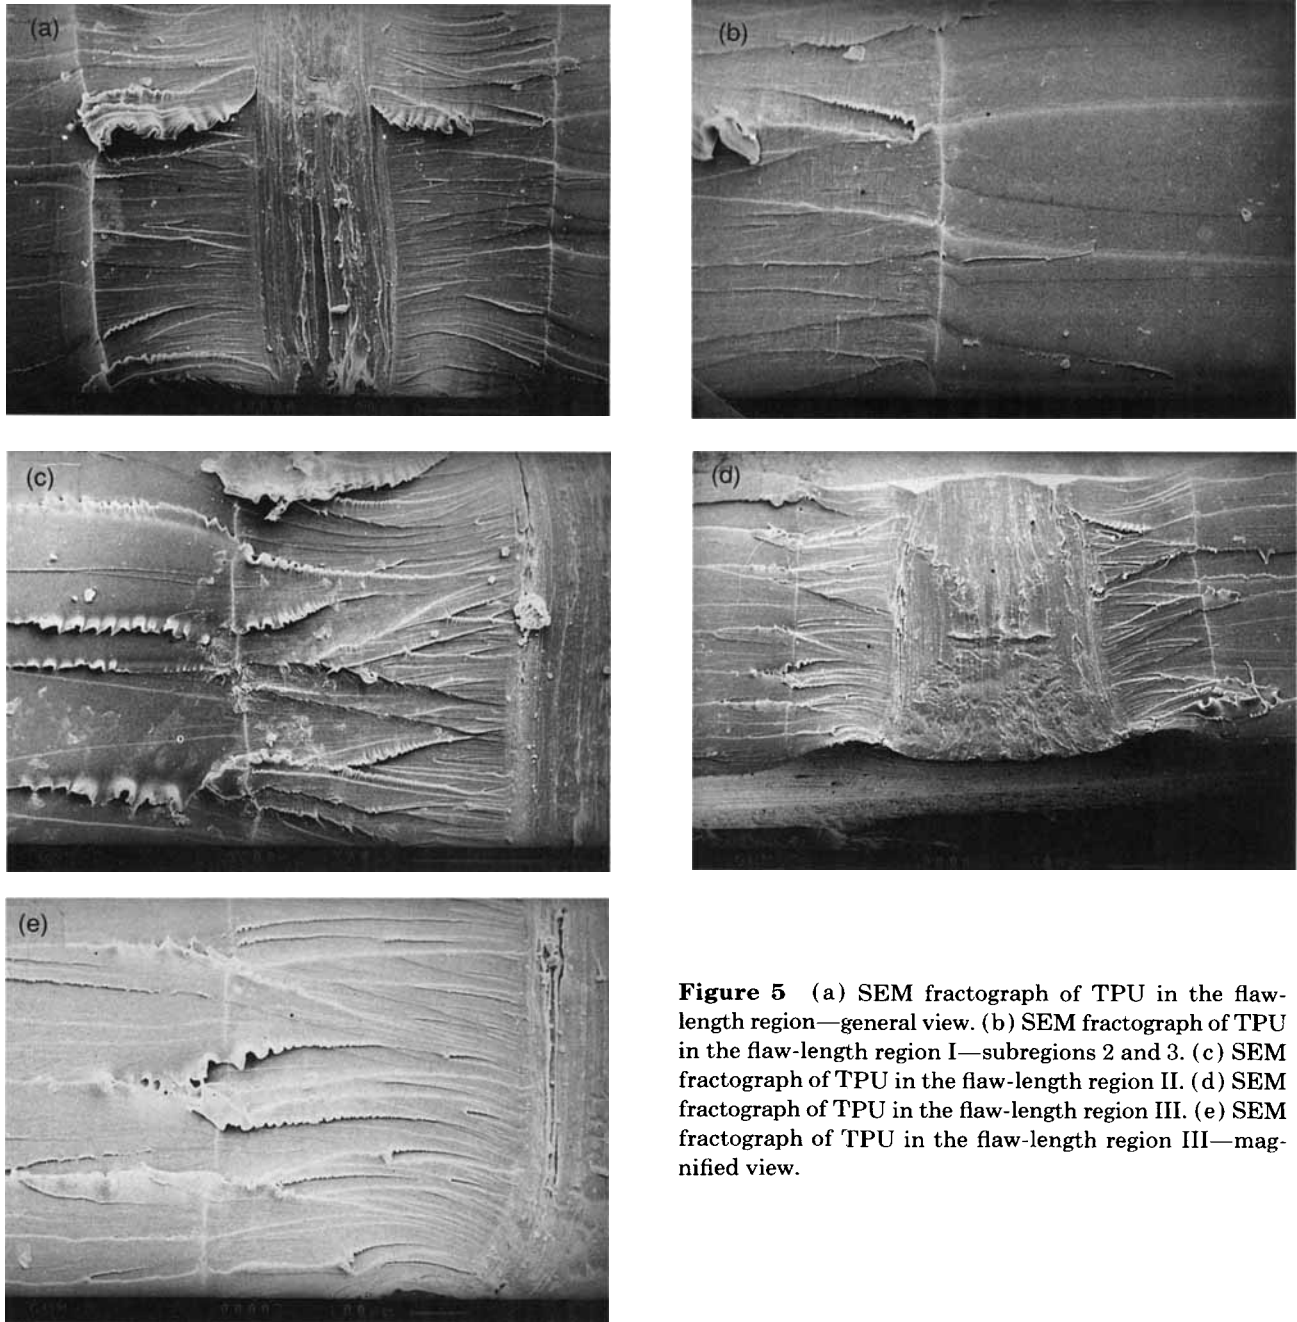 (a)
(b)
(c)
(d)
(e)
Figure 5 (a) SEM fractograph of TPU in the flaw-
length region—general view. (b) SEM fractograph of TPU
in the flaw-length region I—subregions 2 and 3. (c) SEM
fractograph of TPU in the flaw-length region II. (d) SEM
fractograph of TPU in the flaw-length region III. (e) SEM
fractograph of TPU in the flaw-length region III—mag-
nified view.